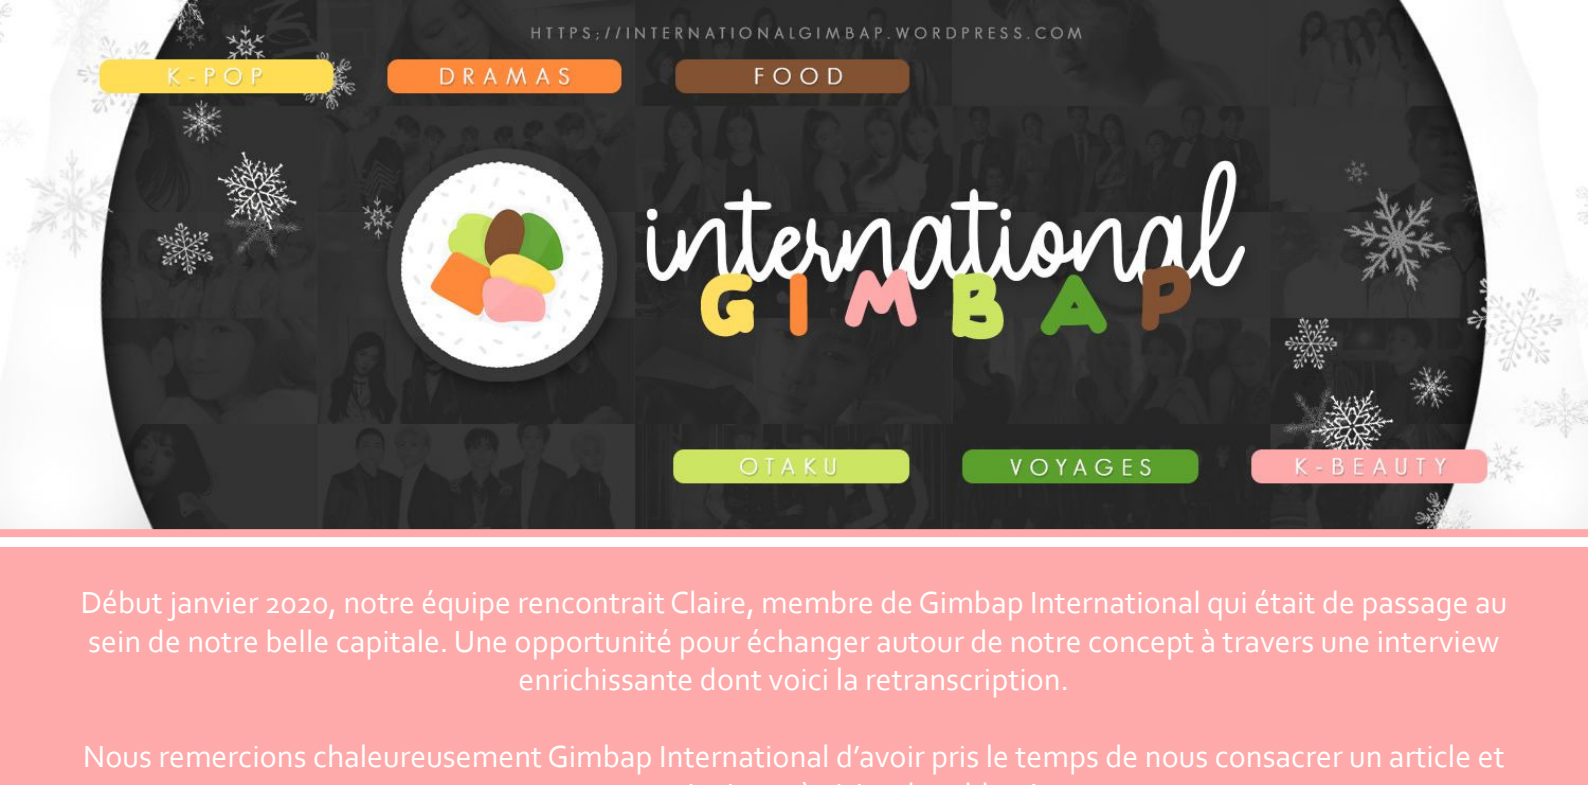 HTTPS://INTERNATIONALGIMBAP.WORDPRESS.COM
K-POP
DRAMAS
FOOD
international
GIMBAP
OTAKU
VOYAGES
K-BEAUTY
Début janvier 2020, notre équipe rencontrait Claire, membre de Gimbap International qui était de passage au
sein de notre belle capitale. Une opportunité pour échanger autour de notre concept à travers une interview
enrichissante dont voici la retranscription.
Nous remercions chaleureusement Gimbap International d’avoir pris le temps de nous consacrer un article et